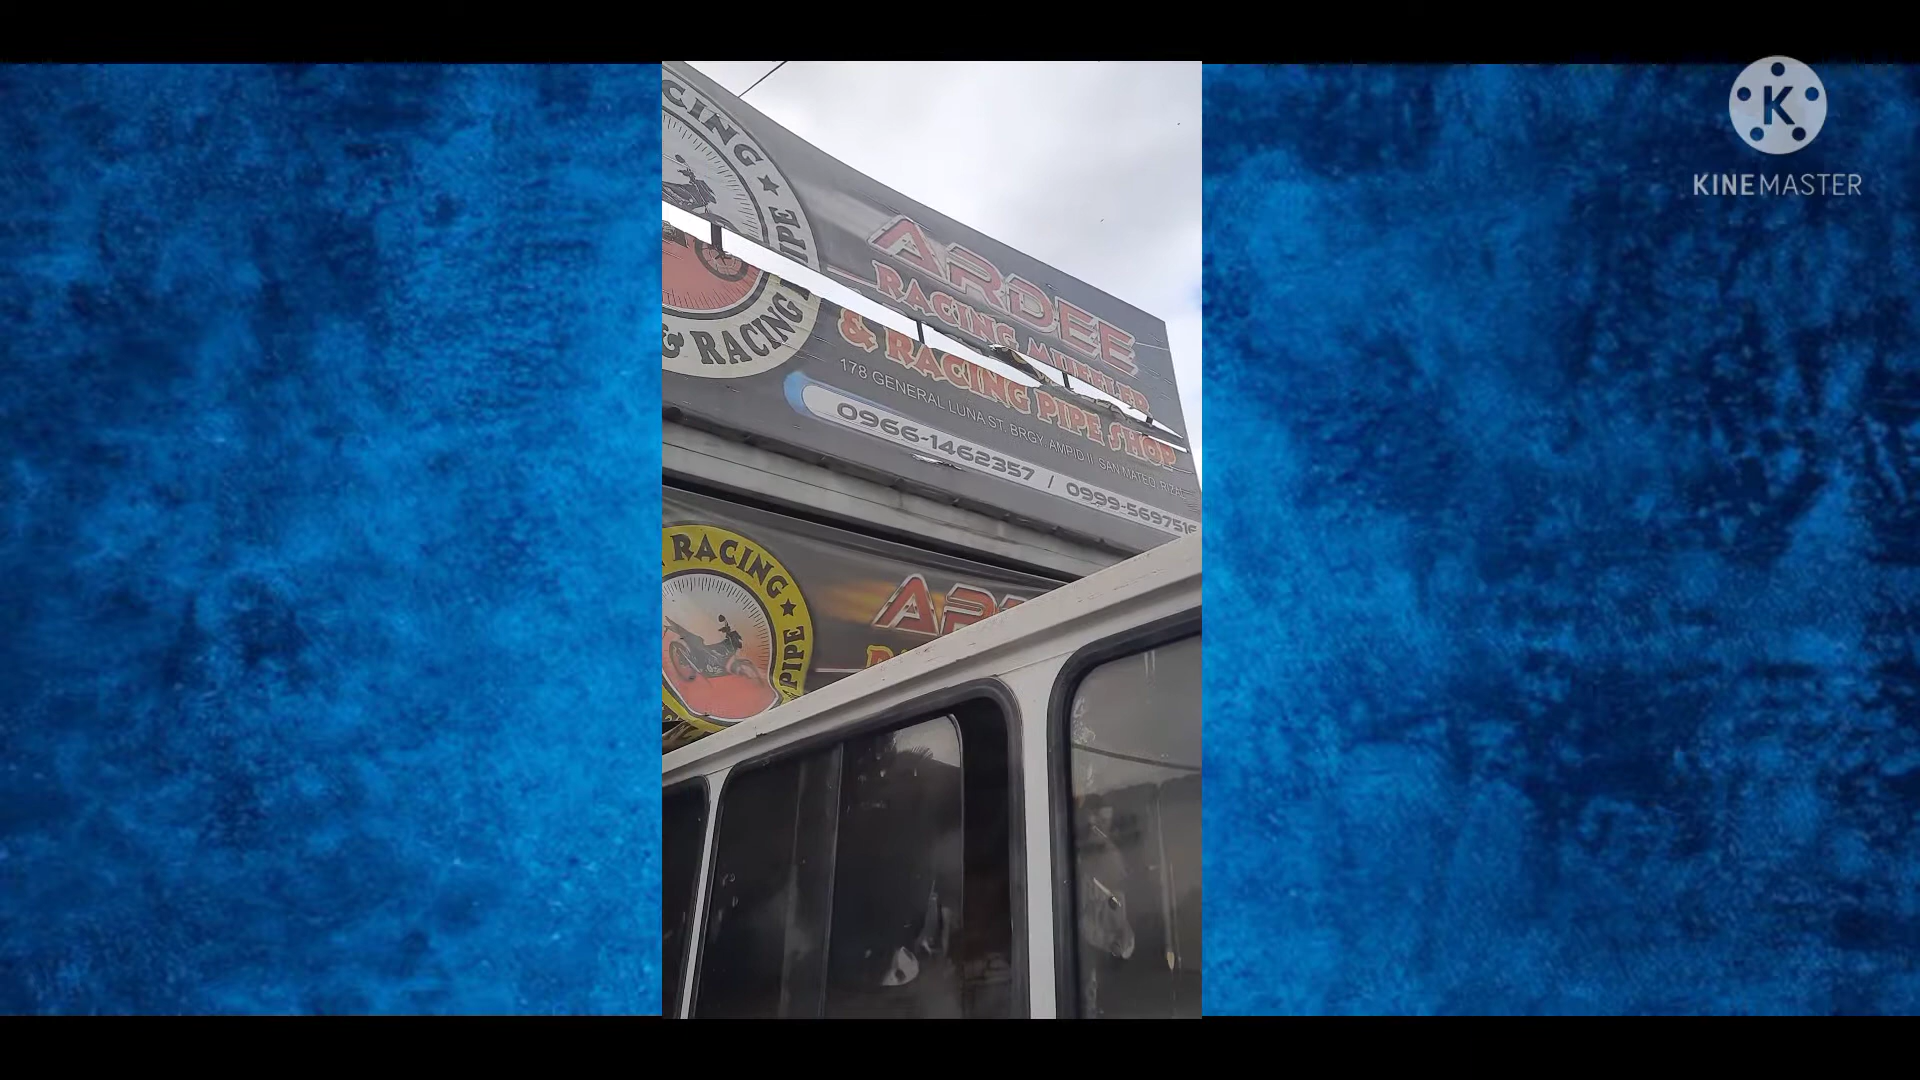 CING ★ PIPE
& RACING
ARDEE
RACING MUFFLER
& RACING PIPE SHOP
178 GENERAL LUNA ST. BRGY. AMPID II SAN MATEO, RIZAL
0966-1462357 / 0999-5697516
RACING ★ PIPE
K
KINEMASTER